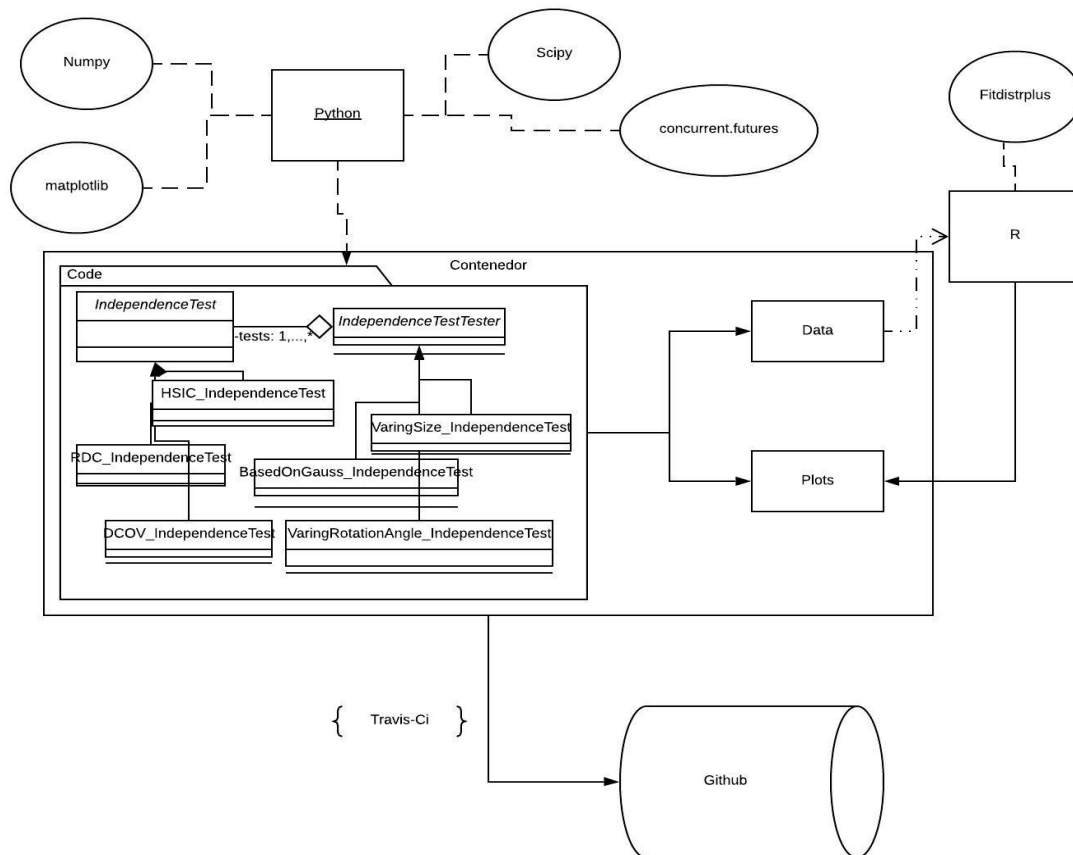 Numpy
Scipy
Python
Fitdistrplus
concurrent.futures
matplotlib
R
Contenedor
Code
IndependenceTest
IndependenceTestTester
-tests: 1,...,*
Data
HSIC_IndependenceTest
VaringSize_IndependenceTest
RDC_IndependenceTest
BasedOnGauss_IndependenceTest
Plots
DCOV_IndependenceTest
VaringRotationAngle_IndependenceTest
{ Travis-Ci }
Github